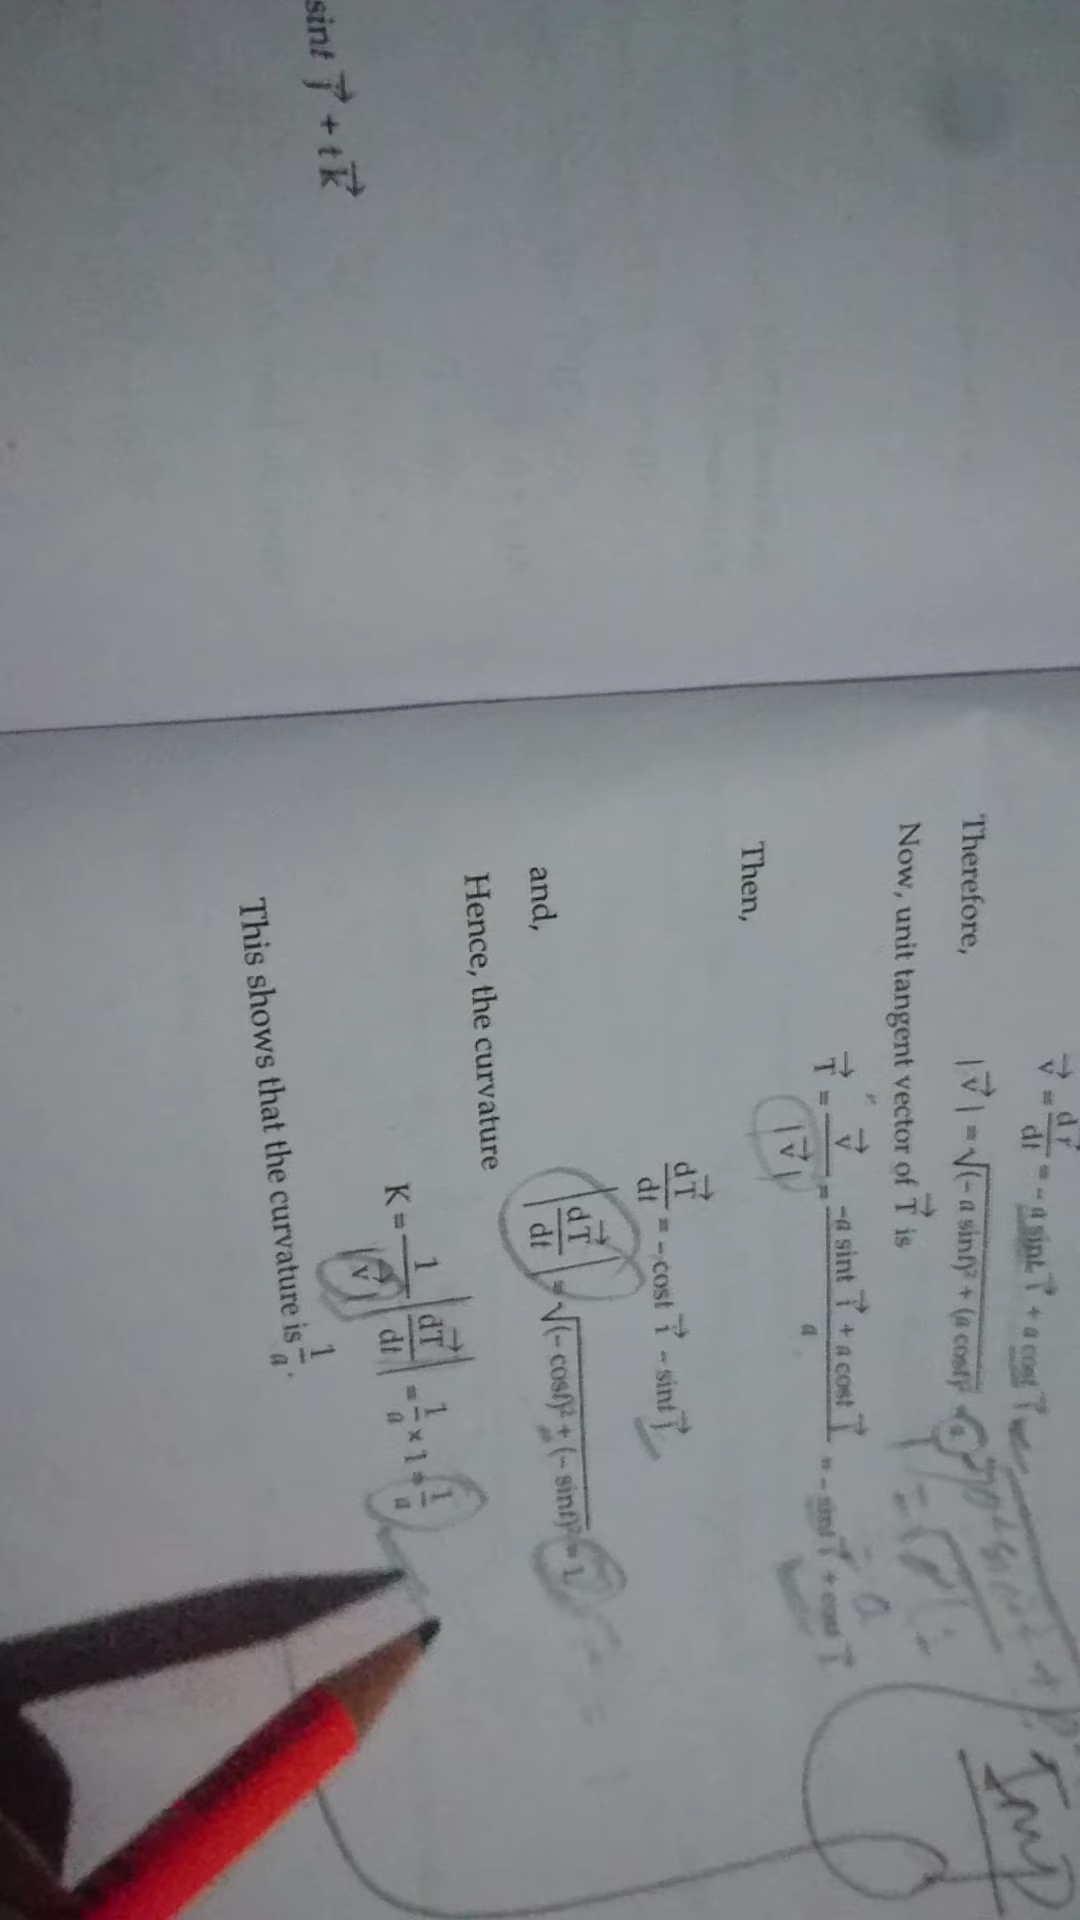 sint j⃗ + t k⃗
v⃗ = dr⃗/dt = - a sint i⃗ + a cost j⃗
Therefore, |v⃗| = √(- a sint)² + (a cost)²
Now, unit tangent vector of T⃗ is
T⃗ = v⃗/|v⃗| = (-a sint i⃗ + a cost j⃗)/a = - sint i⃗ + cost j⃗
Then,
dT⃗/dt = - cost i⃗ - sint j⃗
and, |dT⃗/dt| = √(- cost)² + (- sint)² = 1
Hence, the curvature
K = 1/|v⃗| |dT⃗/dt| = 1/a × 1 = 1/a
This shows that the curvature is 1/a.
Imp